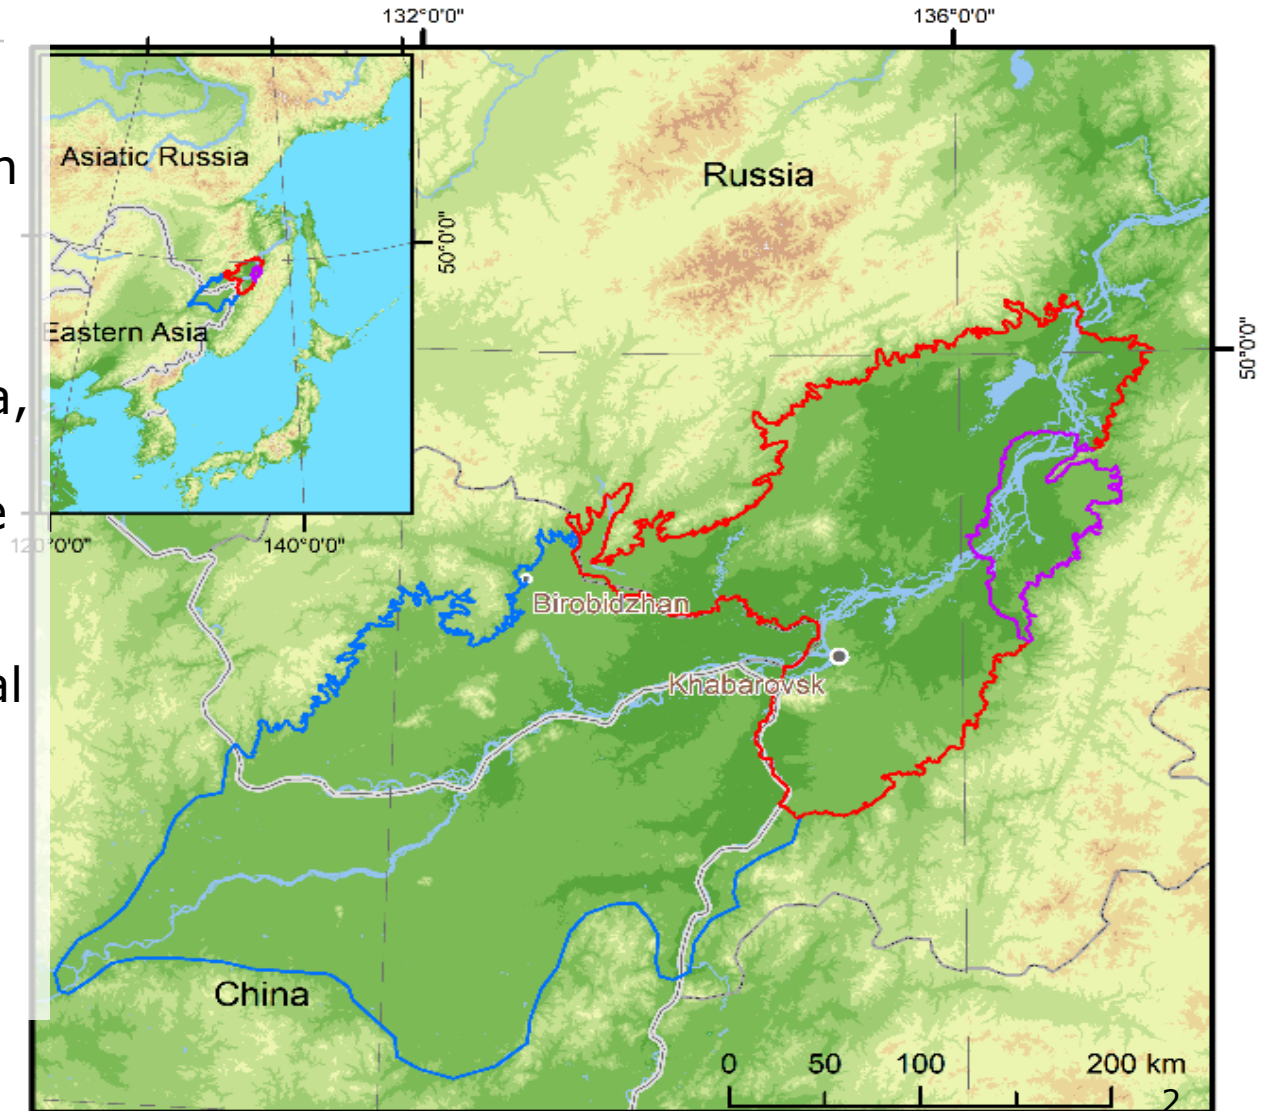 132°0'0"
136°0'0"
n
Asiatic Russia
Russia
50°0'0"
Eastern Asia
50°0'0"
a,
e
120°0'0"
140°0'0"
Birobidzhan
al
Khabarovsk
China
0 50 100 200 km
2